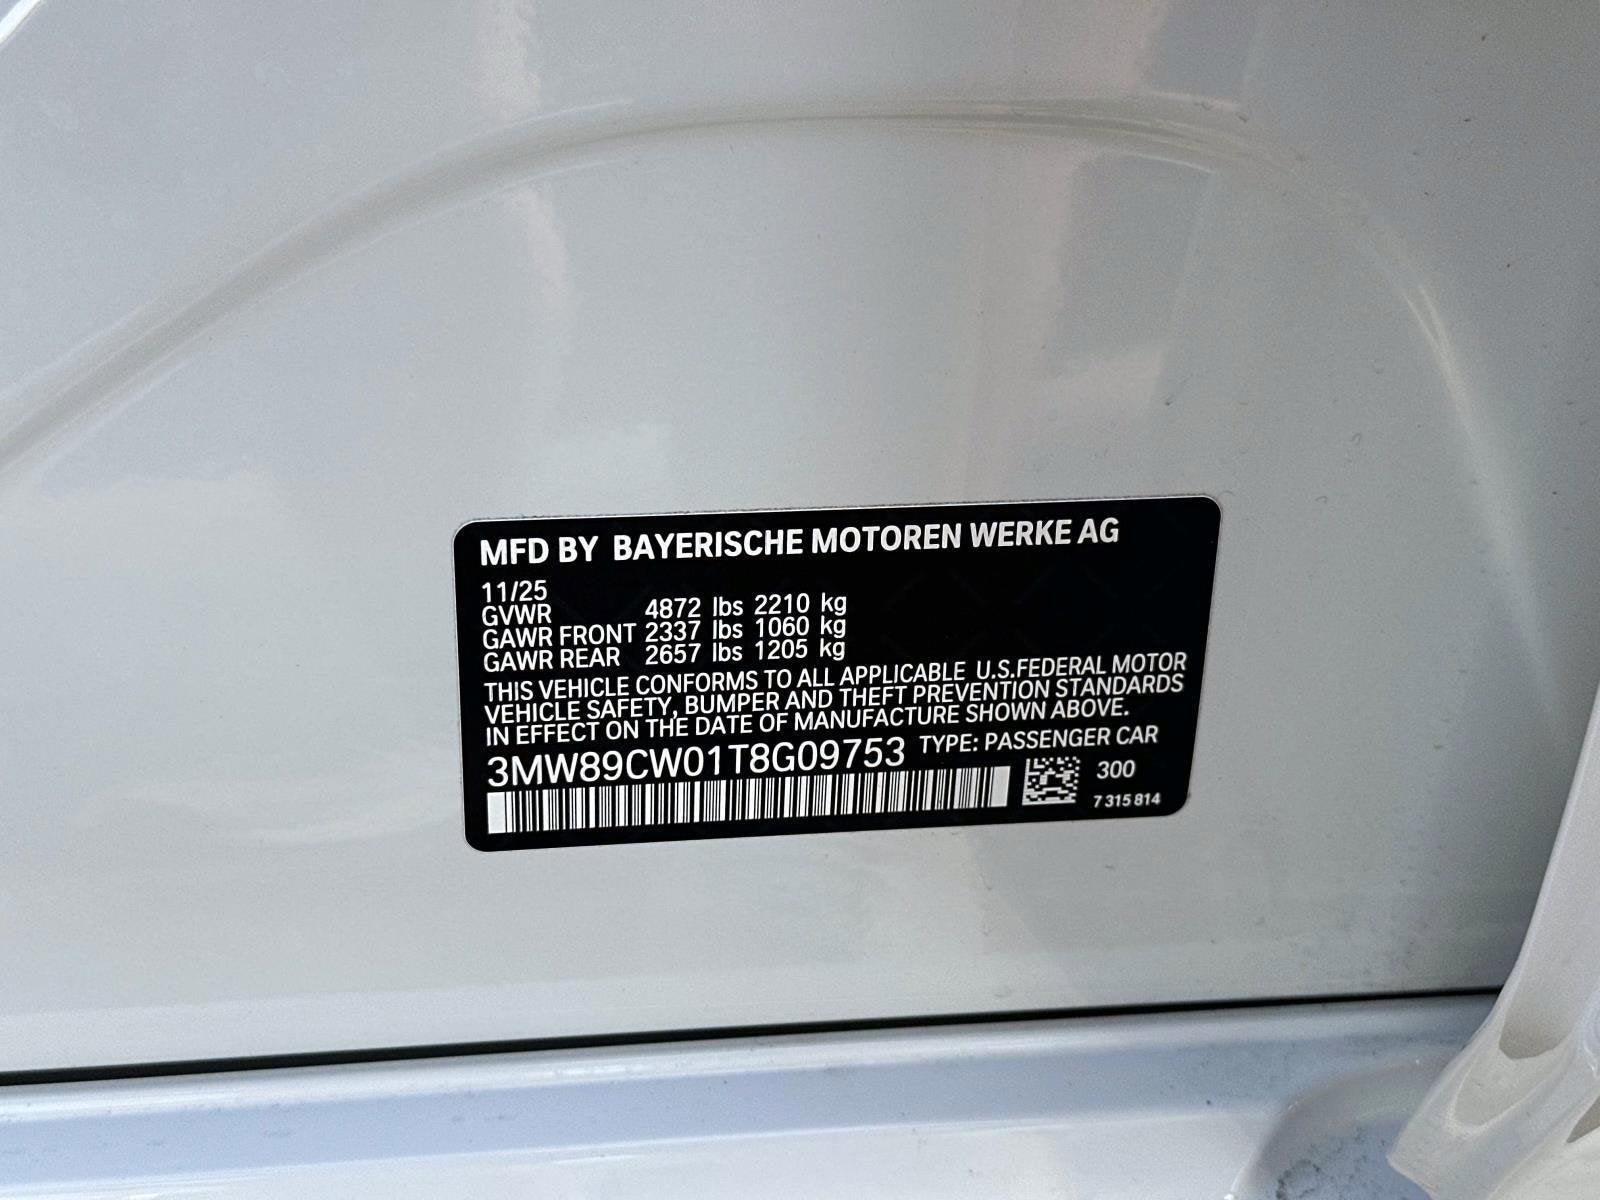 MFD BY BAYERISCHE MOTOREN WERKE AG
11/25
GVWR 4872 lbs 2210 kg
GAWR FRONT 2337 lbs 1060 kg
GAWR REAR 2657 lbs 1205 kg
THIS VEHICLE CONFORMS TO ALL APPLICABLE U.S.FEDERAL MOTOR
VEHICLE SAFETY, BUMPER AND THEFT PREVENTION STANDARDS
IN EFFECT ON THE DATE OF MANUFACTURE SHOWN ABOVE.
3MW89CW01T8G09753 TYPE: PASSENGER CAR
300
7 315 814